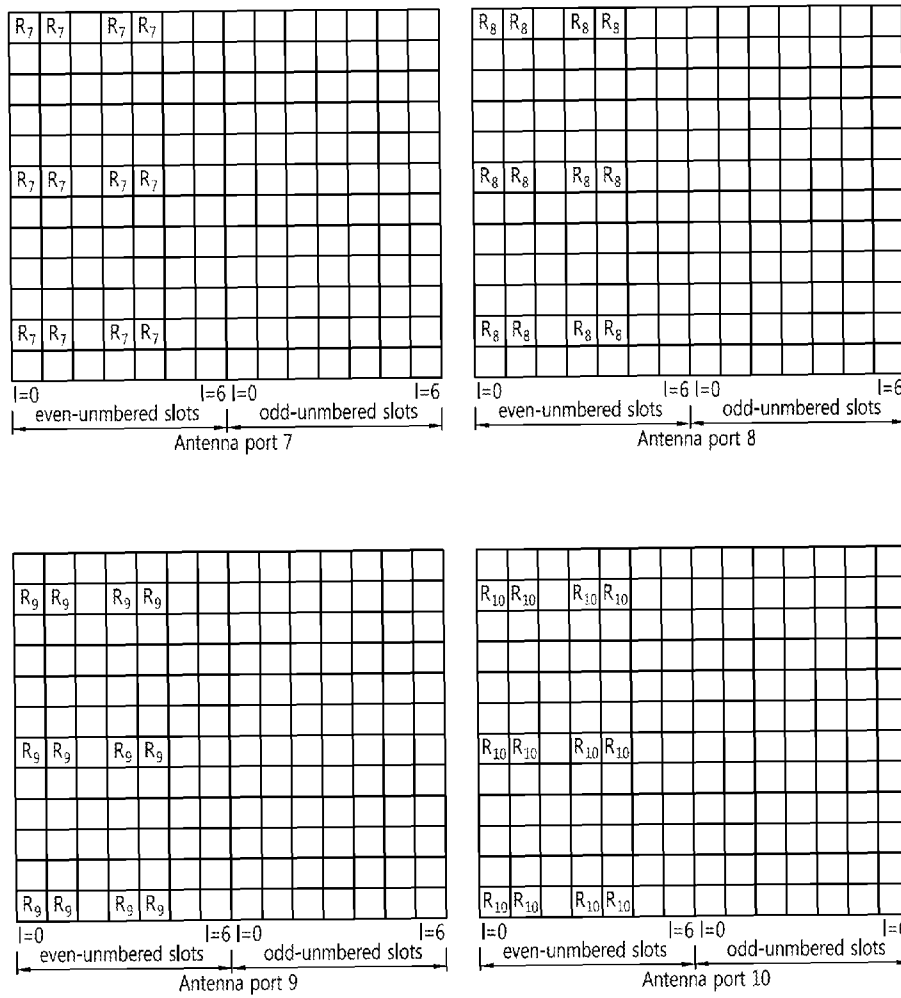 R7 R7 R7 R7 R8 R8 R8 R8
R7 R7 R7 R7 R8 R8 R8 R8
R7 R7 R7 R7 R8 R8 R8 R8
l=0 l=6 l=0 l=6 l=0 l=6 l=0 l=6
even-unmbered slots odd-unmbered slots even-unmbered slots odd-unmbered slots
Antenna port 7 Antenna port 8
R9 R9 R9 R9 R10 R10 R10 R10
R9 R9 R9 R9 R10 R10 R10 R10
R9 R9 R9 R9 R10 R10 R10 R10
l=0 l=6 l=0 l=6 l=0 l=6 l=0 l=6
even-unmbered slots odd-unmbered slots even-unmbered slots odd-unmbered slots
Antenna port 9 Antenna port 10